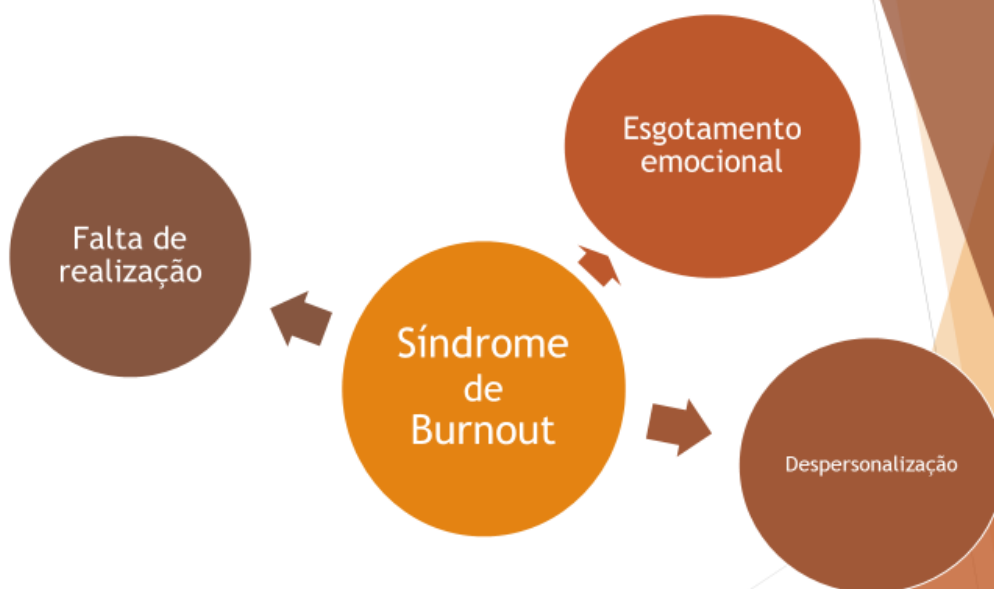 Esgotamento
emocional
Falta de
realização
Síndrome
de
Burnout
Despersonalização